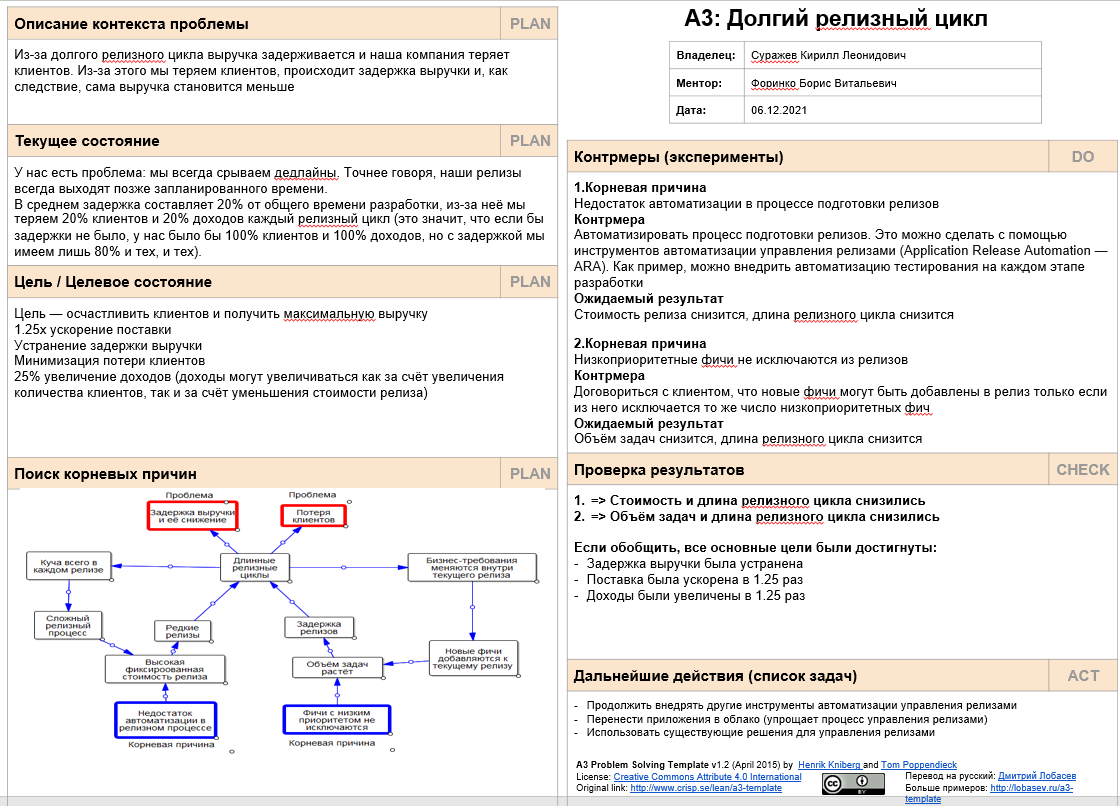 Описание контекста проблемы
PLAN
Из-за долгого релизного цикла выручка задерживается и наша компания теряет
клиентов. Из-за этого мы теряем клиентов, происходит задержка выручки и, как
следствие, сама выручка становится меньше
Текущее состояние
PLAN
У нас есть проблема: мы всегда срываем дедлайны. Точнее говоря, наши релизы
всегда выходят позже запланированного времени.
В среднем задержка составляет 20% от общего времени разработки, из-за неё мы
теряем 20% клиентов и 20% доходов каждый релизный цикл (это значит, что если бы
задержки не было, у нас было бы 100% клиентов и 100% доходов, но с задержкой мы
имеем лишь 80% и тех, и тех).
Цель / Целевое состояние
PLAN
Цель — осчастливить клиентов и получить максимальную выручку
1.25x ускорение поставки
Устранение задержки выручки
Минимизация потери клиентов
25% увеличение доходов (доходы могут увеличиваться как за счёт увеличения
количества клиентов, так и за счёт уменьшения стоимости релиза)
Поиск корневых причин
PLAN
Проблема
Проблема
Задержка выручки
и её снижение
Потеря
клиентов
Куча всего в
каждом релизе
Длинные
релизные
циклы
Бизнес-требования
меняются внутри
текущего релиза
Сложный
релизный
процесс
Редкие
релизы
Задержка
релизов
Высокая
фиксированная
стоимость релиза
Объём задач
растёт
Новые фичи
добавляются к
текущему релизу
Недостаток
автоматизации в
релизном процессе
Фичи с низким
приоритетом не
исключаются
Корневая причина
Корневая причина
А3: Долгий релизный цикл
Владелец:
Суражев Кирилл Леонидович
Ментор:
Форинко Борис Витальевич
Дата:
06.12.2021
Контрмеры (эксперименты)
DO
1.Корневая причина
Недостаток автоматизации в процессе подготовки релизов
Контрмера
Автоматизировать процесс подготовки релизов. Это можно сделать с помощью
инструментов автоматизации управления релизами (Application Release Automation —
ARA). Как пример, можно внедрить автоматизацию тестирования на каждом этапе
разработки
Ожидаемый результат
Стоимость релиза снизится, длина релизного цикла снизится
2.Корневая причина
Низкоприоритетные фичи не исключаются из релизов
Контрмера
Договориться с клиентом, что новые фичи могут быть добавлены в релиз только если
из него исключается то же число низкоприоритетных фич
Ожидаемый результат
Объём задач снизится, длина релизного цикла снизится
Проверка результатов
CHECK
1. => Стоимость и длина релизного цикла снизились
2. => Объём задач и длина релизного цикла снизились
Если обобщить, все основные цели были достигнуты:
- Задержка выручки была устранена
- Поставка была ускорена в 1.25 раз
- Доходы были увеличены в 1.25 раз
Дальнейшие действия (список задач)
ACT
- Продолжить внедрять другие инструменты автоматизации управления релизами
- Перенести приложения в облако (упрощает процесс управления релизами)
- Использовать существующие решения для управления релизами
A3 Problem Solving Template v1.2 (April 2015) by Henrik Kniberg and Tom Poppendieck
License: Creative Commons Attribute 4.0 International
Original link: http://www.crisp.se/lean/a3-template
cc BY
Перевод на русский: Дмитрий Лобасев
Больше примеров: http://lobasev.ru/a3-
template